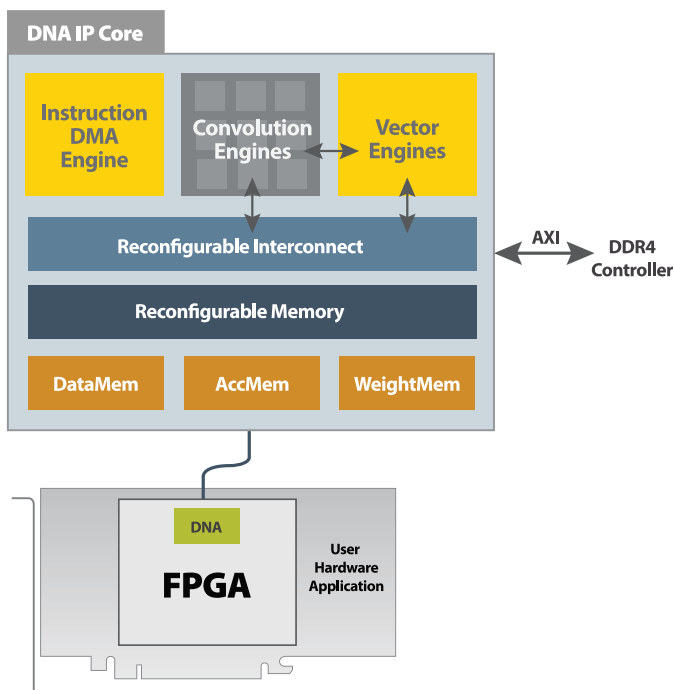 DNA IP Core
Instruction
DMA
Engine
Convolution
Engines
Vector
Engines
Reconfigurable Interconnect
AXI
DDR4
Controller
Reconfigurable Memory
DataMem
AccMem
WeightMem
DNA
FPGA
User
Hardware
Application